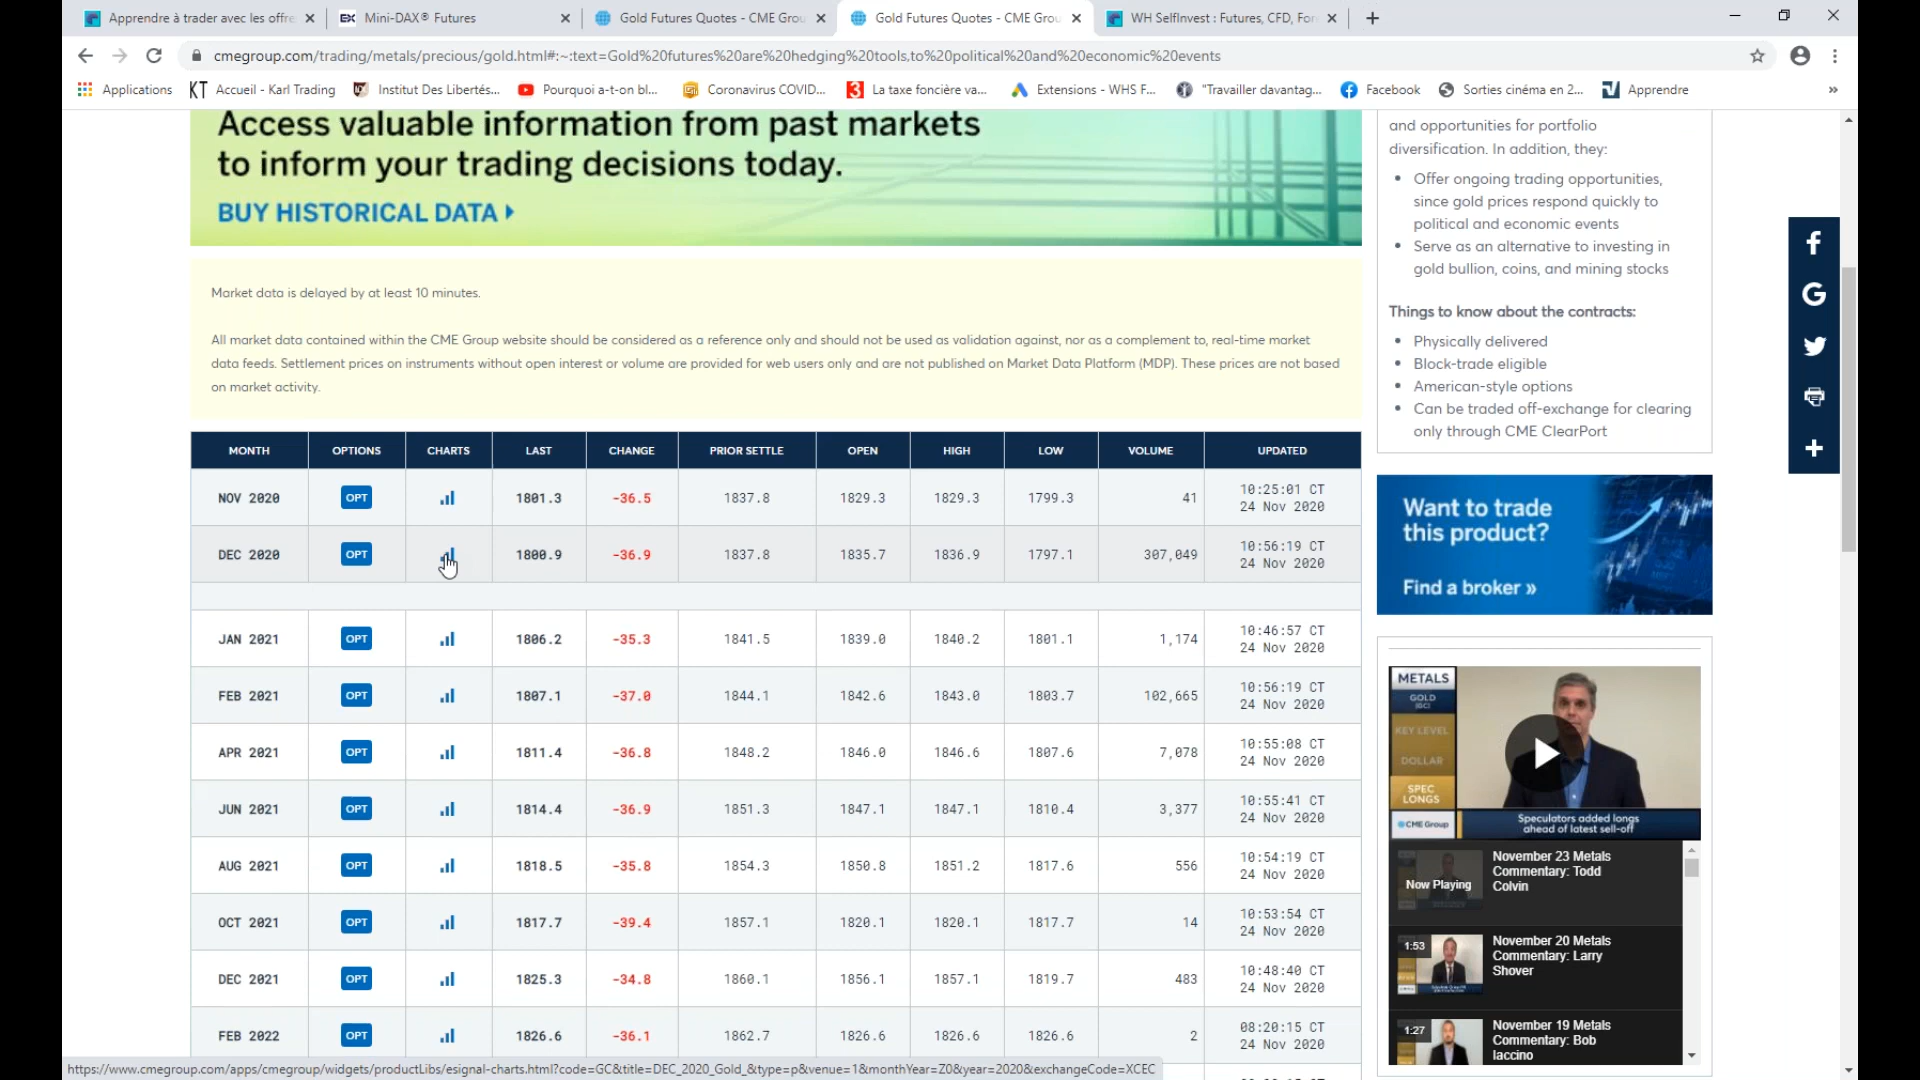 Apprendre à trader avec les offre
Mini-DAX® Futures
Gold Futures Quotes - CME Grou
Gold Futures Quotes - CME Grou
WH SelfInvest : Futures, CFD, For
cmegroup.com/trading/metals/precious/gold.html#:~:text=Gold%20futures%20are%20hedging%20tools,to%20political%20and%20economic%20events
Applications
Accueil - Karl Trading
Institut Des Libertés...
Pourquoi a-t-on bl...
Coronavirus COVID...
La taxe foncière va...
Extensions - WHS F...
"Travailler davantag...
Facebook
Sorties cinéma en 2...
Apprendre
»
Access valuable information from past markets
to inform your trading decisions today.
BUY HISTORICAL DATA
Market data is delayed by at least 10 minutes.
All market data contained within the CME Group website should be considered as a reference only and should not be used as validation against, nor as a complement to, real-time market
data feeds. Settlement prices on instruments without open interest or volume are provided for web users only and are not published on Market Data Platform (MDP). These prices are not based
on market activity.
MONTH OPTIONS CHARTS LAST CHANGE PRIOR SETTLE OPEN HIGH LOW VOLUME UPDATED
NOV 2020 OPT 1801.3 -36.5 1837.8 1829.3 1829.3 1799.3 41 10:25:01 CT
24 Nov 2020
DEC 2020 OPT 1800.9 -36.9 1837.8 1835.7 1836.9 1797.1 307,049 10:56:19 CT
24 Nov 2020
JAN 2021 OPT 1806.2 -35.3 1841.5 1839.0 1840.2 1801.1 1,174 10:46:57 CT
24 Nov 2020
FEB 2021 OPT 1807.1 -37.0 1844.1 1842.6 1843.0 1803.7 102,665 10:56:19 CT
24 Nov 2020
APR 2021 OPT 1811.4 -36.8 1848.2 1846.0 1846.6 1807.6 7,078 10:55:08 CT
24 Nov 2020
JUN 2021 OPT 1814.4 -36.9 1851.3 1847.1 1847.1 1810.4 3,377 10:55:41 CT
24 Nov 2020
AUG 2021 OPT 1818.5 -35.8 1854.3 1850.8 1851.2 1817.6 556 10:54:19 CT
24 Nov 2020
OCT 2021 OPT 1817.7 -39.4 1857.1 1820.1 1820.1 1817.7 14 10:53:54 CT
24 Nov 2020
DEC 2021 OPT 1825.3 -34.8 1860.1 1856.1 1857.1 1819.7 483 10:48:40 CT
24 Nov 2020
FEB 2022 OPT 1826.6 -36.1 1862.7 1826.6 1826.6 1826.6 2 08:20:15 CT
24 Nov 2020
and opportunities for portfolio
diversification. In addition, they:
Offer ongoing trading opportunities,
since gold prices respond quickly to
political and economic events
Serve as an alternative to investing in
gold bullion, coins, and mining stocks
Things to know about the contracts:
Physically delivered
Block-trade eligible
American-style options
Can be traded off-exchange for clearing
only through CME ClearPort
Want to trade
this product?
Find a broker »
METALS
GOLD
(GC)
KEY LEVEL
DOLLAR
SPEC
LONGS
CME Group
Speculators added longs
ahead of latest sell-off
Now Playing
November 23 Metals
Commentary: Todd
Colvin
1:53
November 20 Metals
Commentary: Larry
Shover
1:27
November 19 Metals
Commentary: Bob
Iaccino
https://www.cmegroup.com/apps/cmegroup/widgets/productLibs/esignal-charts.html?code=GC&title=DEC_2020_Gold_&type=p&venue=1&monthYear=Z0&year=2020&exchangeCode=XCEC